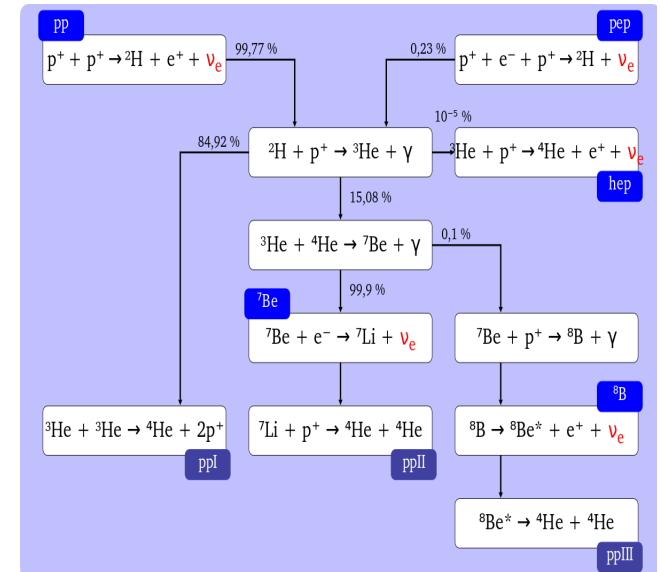 pp
pep
p⁺ + p⁺ → ²H + e⁺ + νₑ
99,77 %
0,23 %
p⁺ + e⁻ + p⁺ → ²H + νₑ
10⁻⁵ %
84,92 %
²H + p⁺ → ³He + γ
³He + p⁺ → ⁴He + e⁺ + νₑ
hep
15,08 %
³He + ⁴He → ⁷Be + γ
0,1 %
99,9 %
⁷Be
⁷Be + e⁻ → ⁷Li + νₑ
⁷Be + p⁺ → ⁸B + γ
⁸B
³He + ³He → ⁴He + 2p⁺
⁷Li + p⁺ → ⁴He + ⁴He
⁸B → ⁸Be* + e⁺ + νₑ
ppI
ppII
⁸Be* → ⁴He + ⁴He
ppIII